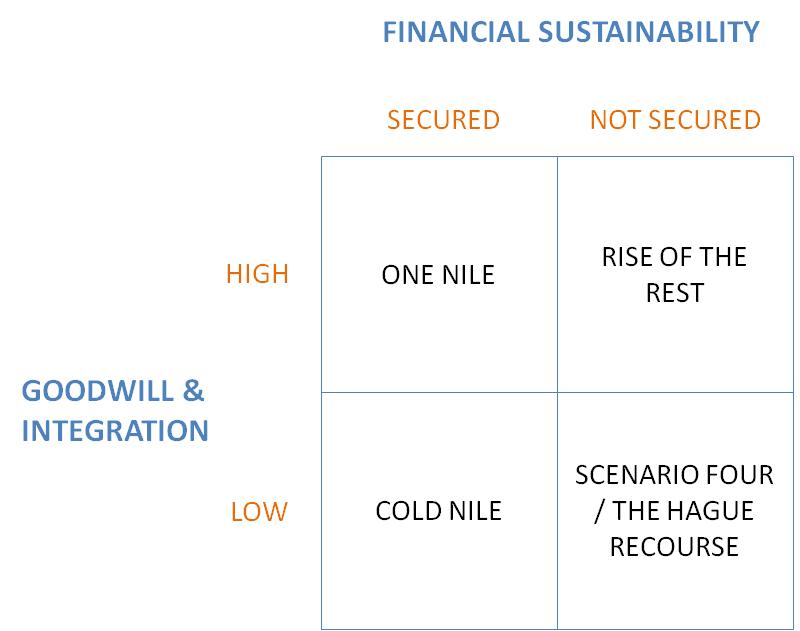 FINANCIAL SUSTAINABILITY
SECURED
NOT SECURED
HIGH
ONE NILE
RISE OF THE
REST
GOODWILL &
INTEGRATION
LOW
COLD NILE
SCENARIO FOUR
/ THE HAGUE
RECOURSE